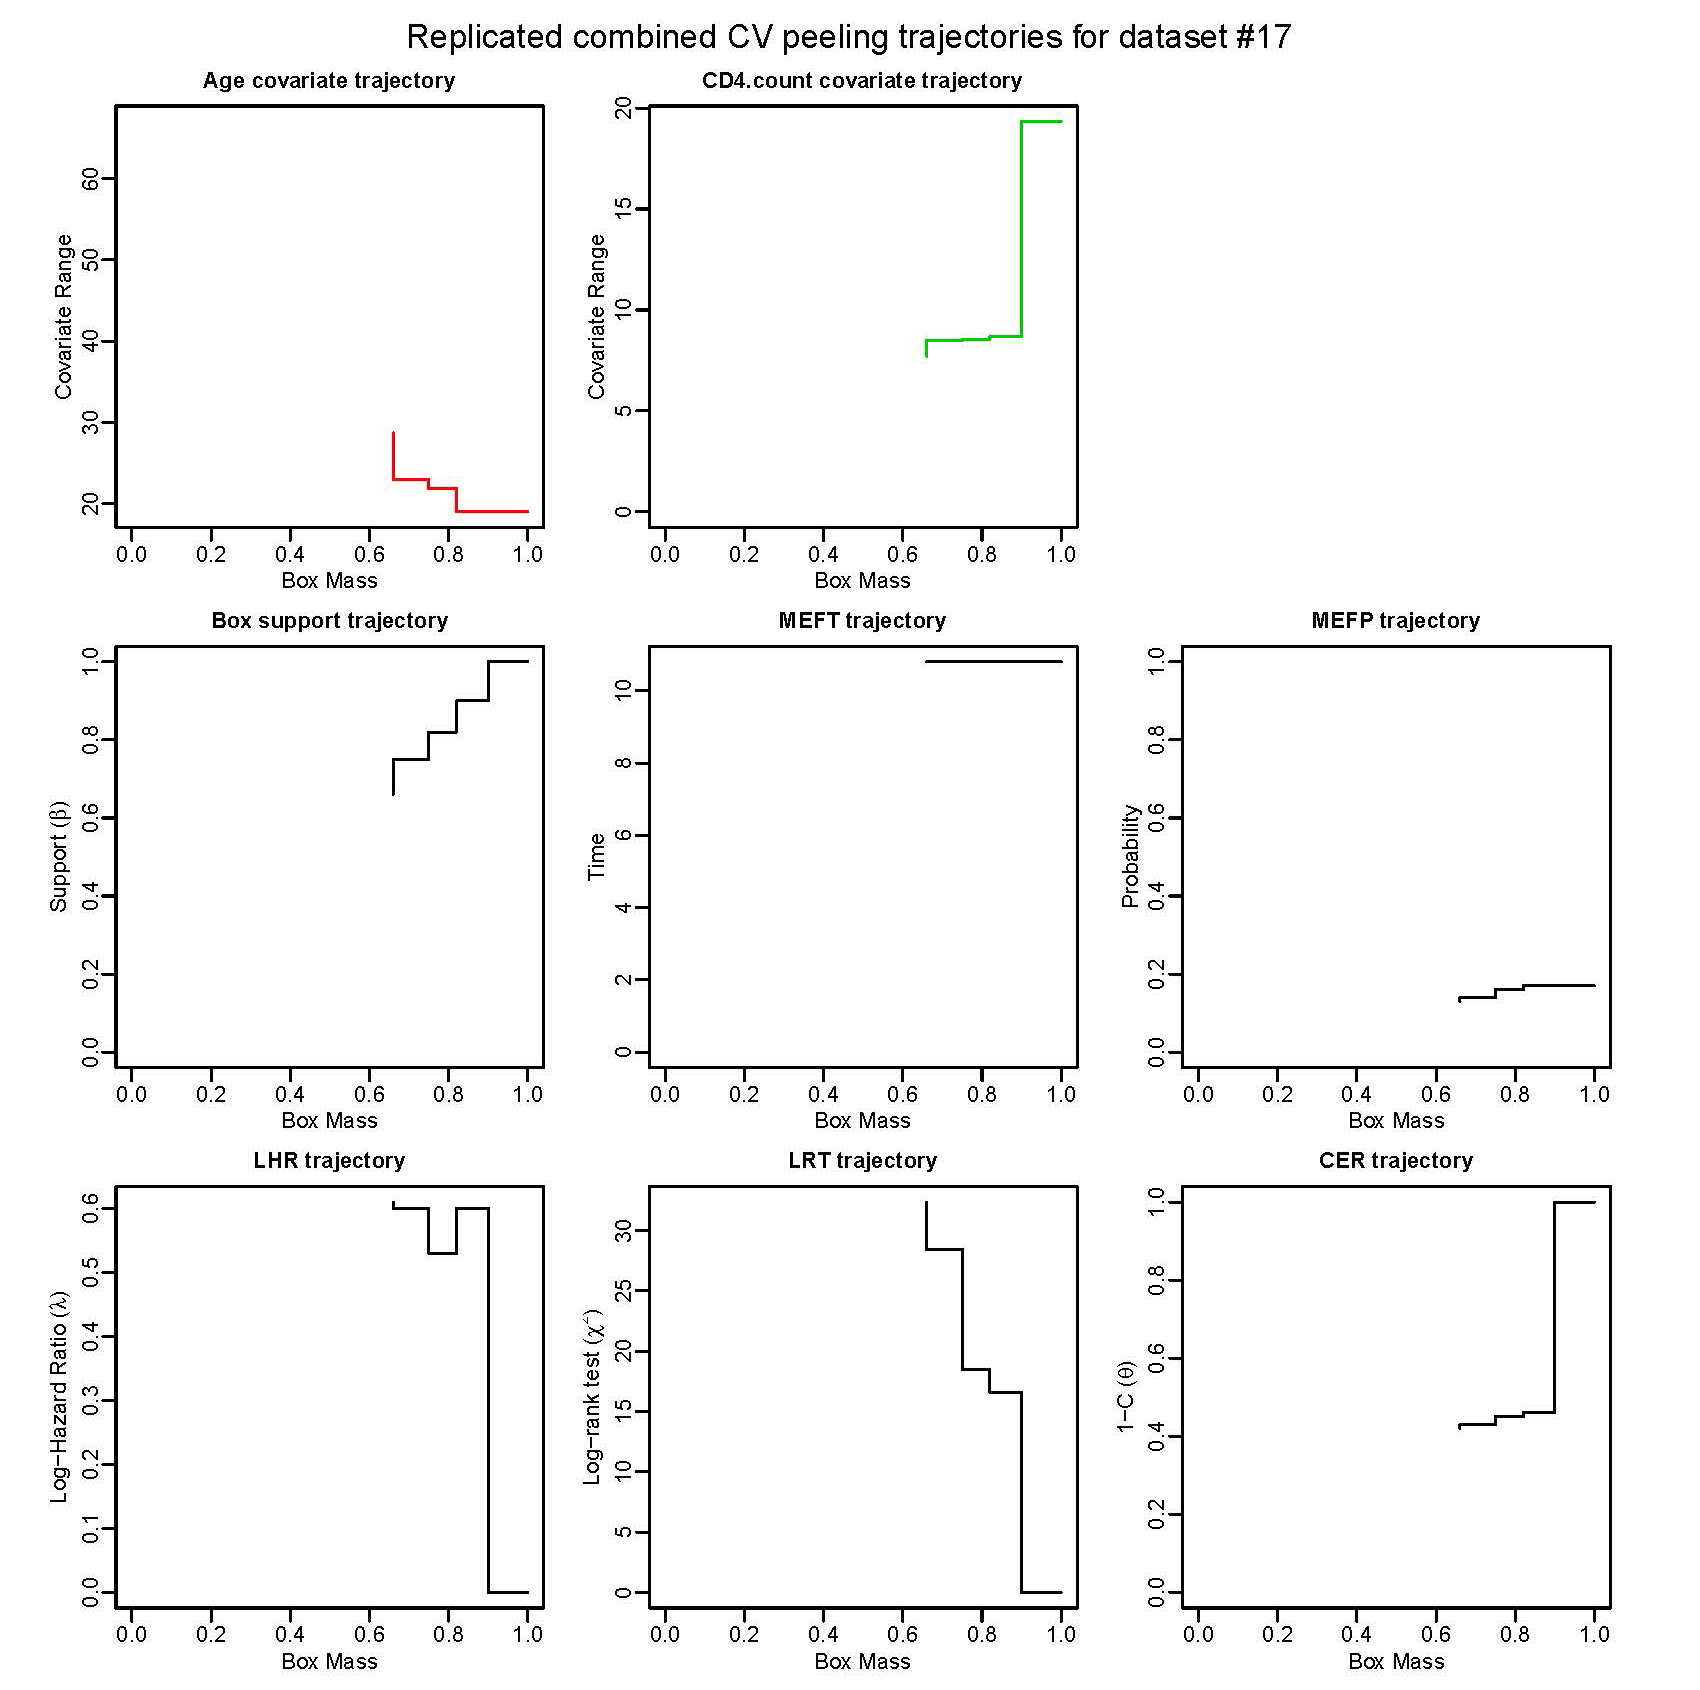 Replicated combined CV peeling trajectories for dataset #17
Age covariate trajectory
Covariate Range
60
50
40
30
20
0.0 0.2 0.4 0.6 0.8 1.0
Box Mass
CD4.count covariate trajectory
Covariate Range
20
15
10
5
0
0.0 0.2 0.4 0.6 0.8 1.0
Box Mass
Box support trajectory
Support (β)
1.0
0.8
0.6
0.4
0.2
0.0
0.0 0.2 0.4 0.6 0.8 1.0
Box Mass
MEFT trajectory
Time
10
8
6
4
2
0
0.0 0.2 0.4 0.6 0.8 1.0
Box Mass
MEFP trajectory
Probability
1.0
0.8
0.6
0.4
0.2
0.0
0.0 0.2 0.4 0.6 0.8 1.0
Box Mass
LHR trajectory
Log−Hazard Ratio (λ)
0.6
0.5
0.4
0.3
0.2
0.1
0.0
0.0 0.2 0.4 0.6 0.8 1.0
Box Mass
LRT trajectory
Log−rank test (χ²)
30
25
20
15
10
5
0
0.0 0.2 0.4 0.6 0.8 1.0
Box Mass
CER trajectory
1−C (θ)
1.0
0.8
0.6
0.4
0.2
0.0
0.0 0.2 0.4 0.6 0.8 1.0
Box Mass